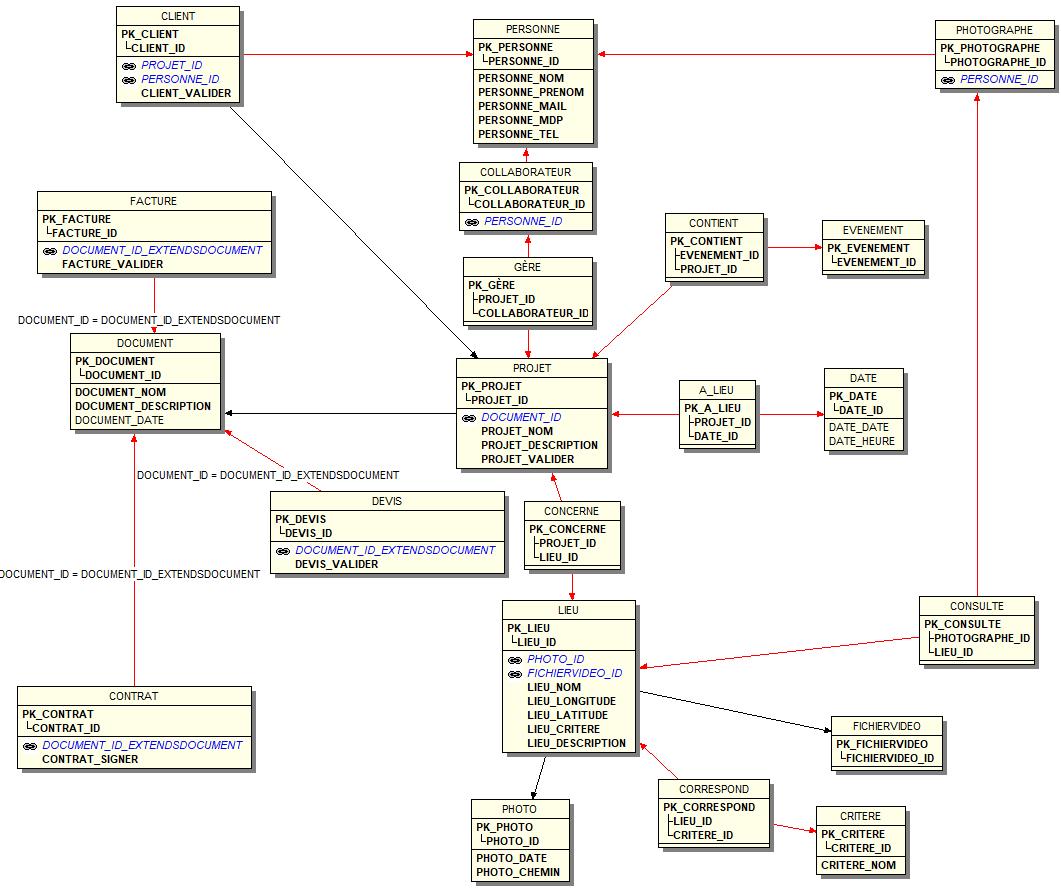 CLIENT
PK_CLIENT
CLIENT_ID
PROJET_ID
PERSONNE_ID
CLIENT_VALIDER
PERSONNE
PK_PERSONNE
PERSONNE_ID
PERSONNE_NOM
PERSONNE_PRENOM
PERSONNE_MAIL
PERSONNE_MDP
PERSONNE_TEL
PHOTOGRAPHE
PK_PHOTOGRAPHE
PHOTOGRAPHE_ID
PERSONNE_ID
COLLABORATEUR
PK_COLLABORATEUR
COLLABORATEUR_ID
PERSONNE_ID
FACTURE
PK_FACTURE
FACTURE_ID
DOCUMENT_ID_EXTENDSDOCUMENT
FACTURE_VALIDER
CONTIENT
PK_CONTIENT
EVENEMENT_ID
PROJET_ID
EVENEMENT
PK_EVENEMENT
EVENEMENT_ID
GÈRE
PK_GÈRE
PROJET_ID
COLLABORATEUR_ID
DOCUMENT_ID = DOCUMENT_ID_EXTENDSDOCUMENT
DOCUMENT
PK_DOCUMENT
DOCUMENT_ID
DOCUMENT_NOM
DOCUMENT_DESCRIPTION
DOCUMENT_DATE
PROJET
PK_PROJET
PROJET_ID
DOCUMENT_ID
PROJET_NOM
PROJET_DESCRIPTION
PROJET_VALIDER
A_LIEU
PK_A_LIEU
PROJET_ID
DATE_ID
DATE
PK_DATE
DATE_ID
DATE_DATE
DATE_HEURE
DOCUMENT_ID = DOCUMENT_ID_EXTENDSDOCUMENT
DEVIS
PK_DEVIS
DEVIS_ID
DOCUMENT_ID_EXTENDSDOCUMENT
DEVIS_VALIDER
CONCERNE
PK_CONCERNE
PROJET_ID
LIEU_ID
DOCUMENT_ID = DOCUMENT_ID_EXTENDSDOCUMENT
LIEU
PK_LIEU
LIEU_ID
PHOTO_ID
FICHIERVIDEO_ID
LIEU_NOM
LIEU_LONGITUDE
LIEU_LATITUDE
LIEU_CRITERE
LIEU_DESCRIPTION
CONSULTE
PK_CONSULTE
PHOTOGRAPHE_ID
LIEU_ID
CONTRAT
PK_CONTRAT
CONTRAT_ID
DOCUMENT_ID_EXTENDSDOCUMENT
CONTRAT_SIGNER
FICHIERVIDEO
PK_FICHIERVIDEO
FICHIERVIDEO_ID
PHOTO
PK_PHOTO
PHOTO_ID
PHOTO_DATE
PHOTO_CHEMIN
CORRESPOND
PK_CORRESPOND
LIEU_ID
CRITERE_ID
CRITERE
PK_CRITERE
CRITERE_ID
CRITERE_NOM